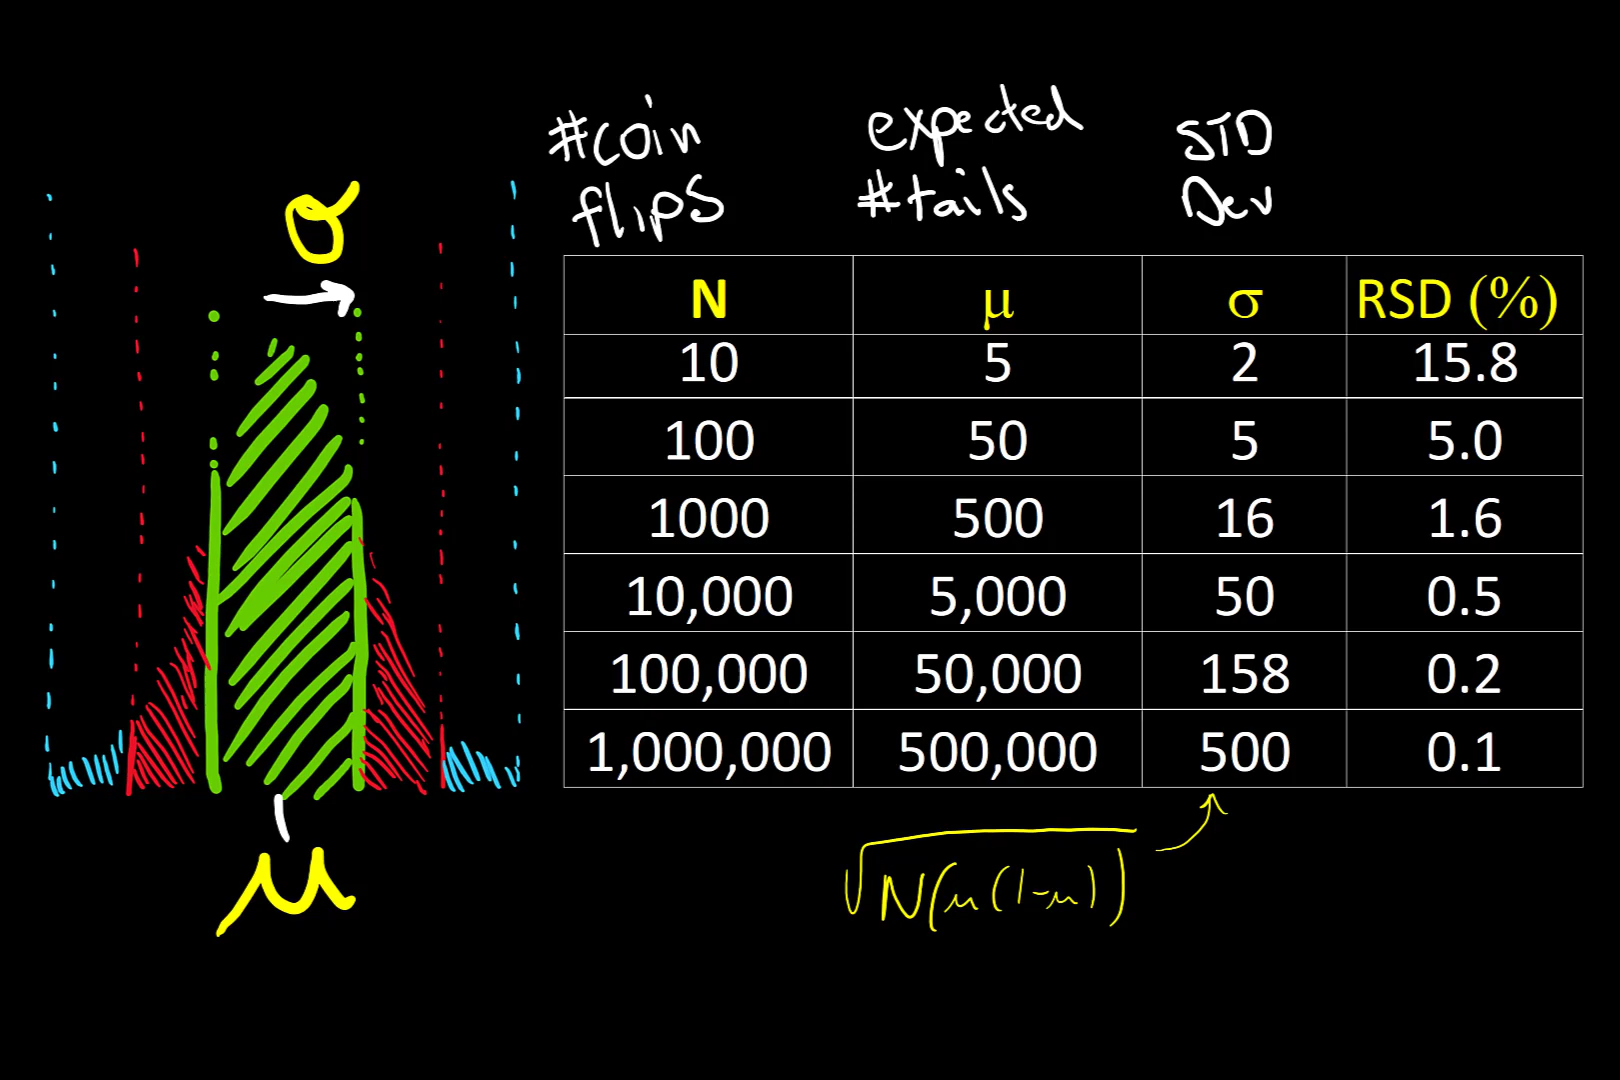 #coin flips
expected #tails
STD Dev
σ
N μ σ RSD (%)
10 5 2 15.8
100 50 5 5.0
1000 500 16 1.6
10,000 5,000 50 0.5
100,000 50,000 158 0.2
1,000,000 500,000 500 0.1
μ
√N(μ(1-μ))